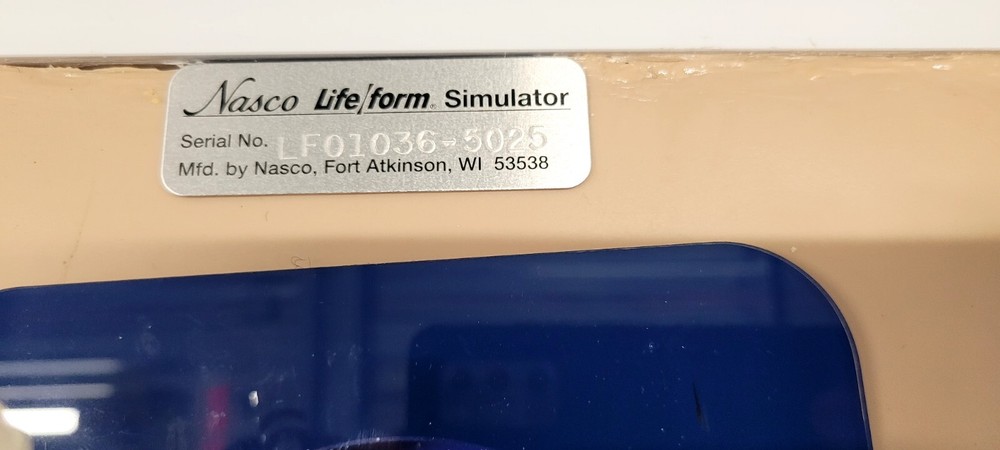 Nasco Life/form® Simulator
Serial No. LF01036-5025
Mfd. by Nasco, Fort Atkinson, WI 53538